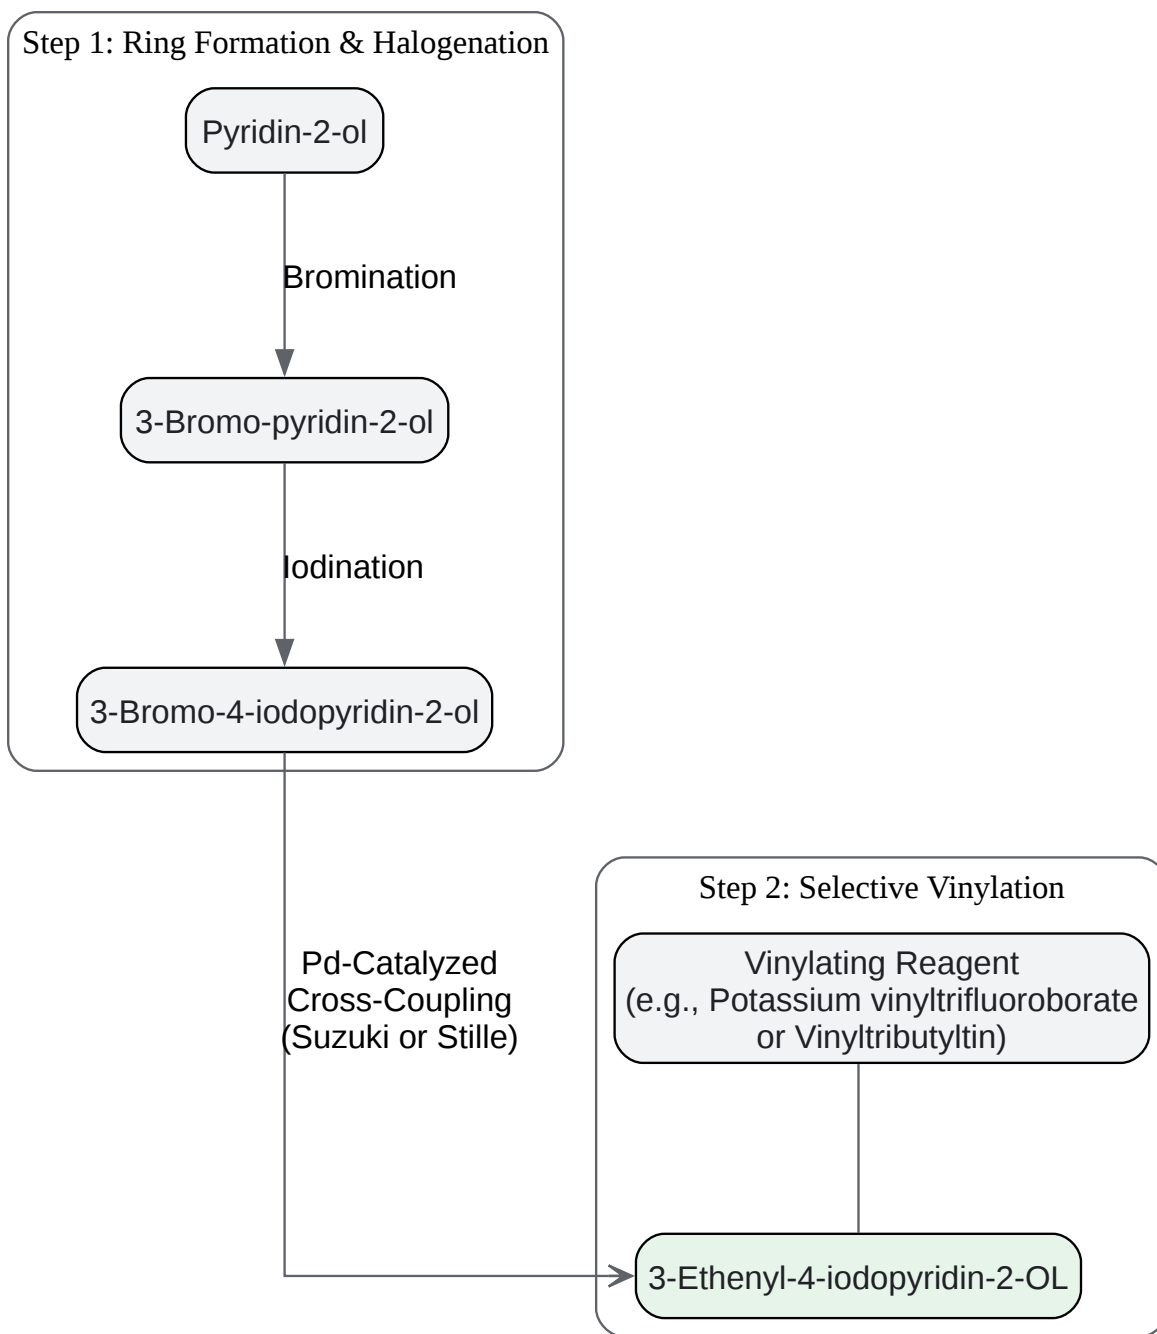 Step 1: Ring Formation & Halogenation
Pyridin-2-ol
Bromination
3-Bromo-pyridin-2-ol
Iodination
3-Bromo-4-iodopyridin-2-ol
Pd-Catalyzed
Cross-Coupling
(Suzuki or Stille)
Step 2: Selective Vinylation
Vinylating Reagent
(e.g., Potassium vinyltrifluoroborate
or Vinyltributyltin)
3-Ethenyl-4-iodopyridin-2-OL